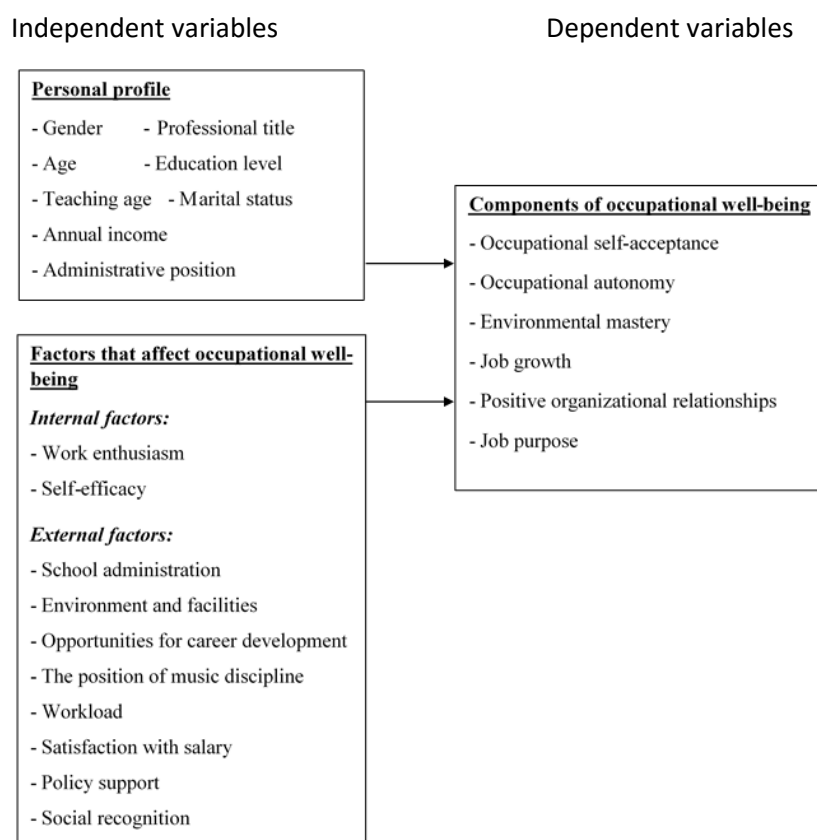 Independent variables
Dependent variables
Personal profile
- Gender - Professional title
- Age - Education level
- Teaching age - Marital status
- Annual income
- Administrative position
Factors that affect occupational well-
being
Internal factors:
- Work enthusiasm
- Self-efficacy
External factors:
- School administration
- Environment and facilities
- Opportunities for career development
- The position of music discipline
- Workload
- Satisfaction with salary
- Policy support
- Social recognition
Components of occupational well-being
- Occupational self-acceptance
- Occupational autonomy
- Environmental mastery
- Job growth
- Positive organizational relationships
- Job purpose